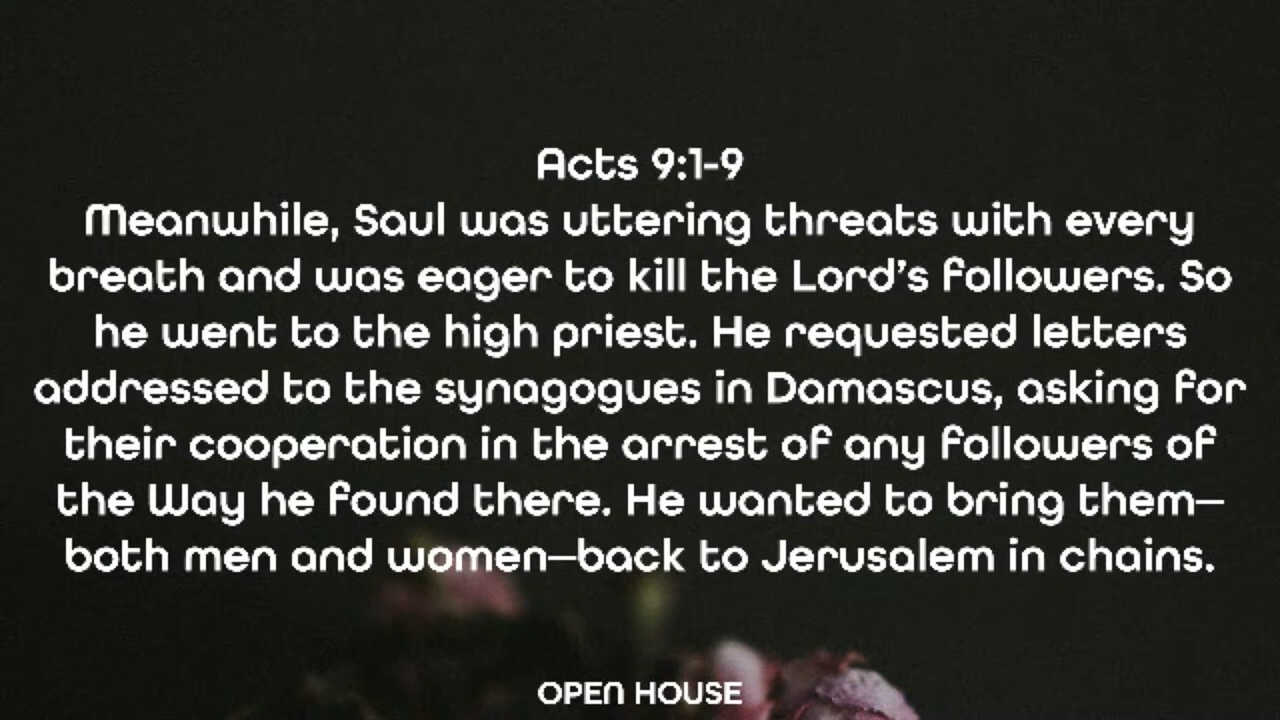 Acts 9:1-9
Meanwhile, Saul was uttering threats with every
breath and was eager to kill the Lord’s followers. So
he went to the high priest. He requested letters
addressed to the synagogues in Damascus, asking for
their cooperation in the arrest of any followers of
the Way he found there. He wanted to bring them—
both men and women—back to Jerusalem in chains.
OPEN HOUSE